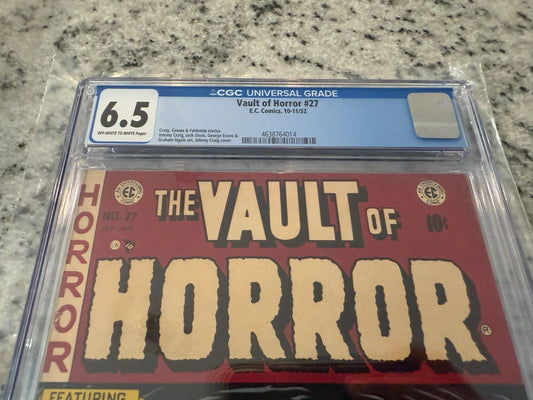 CGC UNIVERSAL GRADE
6.5
OFF-WHITE TO WHITE Pages
Vault of Horror #27
E.C. Comics, 10-11/52
Craig, Gaines & Feldstein stories
Johnny Craig, Jack Davis, George Evans &
Graham Ingels art, Johnny Craig cover
4638764014
HORROR
EC
NO. 27
OCT-NOV
THE VAULT OF
HORROR
EC
10¢
®
FEATURING